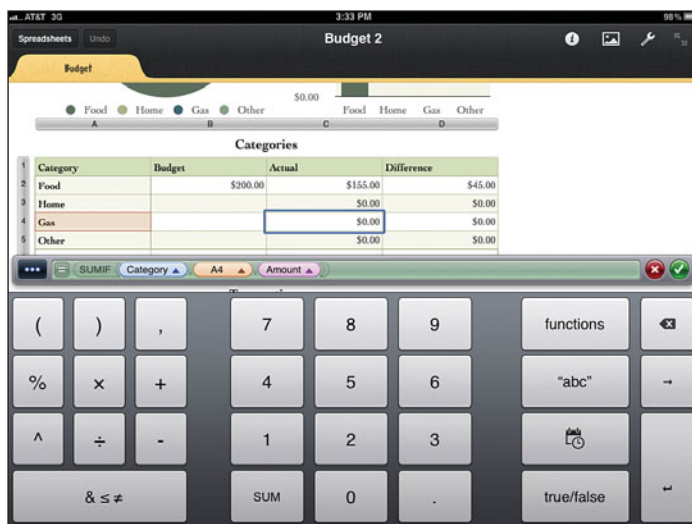 AT&T 3G 3:33 PM 98%
Spreadsheets Undo Budget 2
Budget
$0.00
Food Home Gas Other Food Home Gas Other
A B C D
Categories
1 Category Budget Actual Difference
2 Food $200.00 $155.00 $45.00
3 Home $0.00 $0.00
4 Gas $0.00 $0.00
5 Other $0.00 $0.00
= SUMIF ( Category , A4 , Amount )
( ) , 7 8 9 functions
% × + 4 5 6 "abc" →
^ ÷ - 1 2 3
& ≤ ≠ SUM 0 . true/false